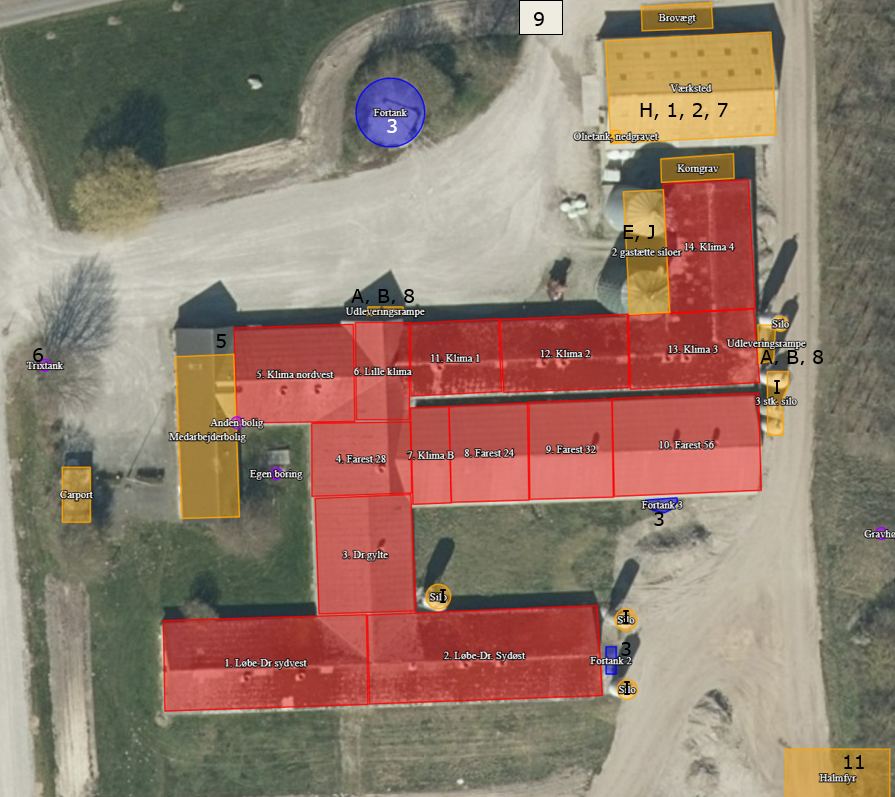 9
Brovægt
Værksted
H, 1, 2, 7
Fortank
3
Olietank, nedgravet
Korngrav
E, J
2 gastætte siloer
14. Klima 4
A, B, 8
Udleveringsrampe
Silo
5
6
Trixtank
5. Klima nordvest
6. Lille klima
11. Klima 1
12. Klima 2
13. Klima 3
Udleveringsrampe
A, B, 8
I
3 stk. silo
Anden bolig
Medarbejderbolig
4. Farest 28
7. Klima B
8. Farest 24
9. Farest 32
10. Farest 56
Egen boring
Carport
Fortank 3
3
Gravhø
3. Dr.gylte
Silo
I
Silo
I
1. Løbe-Dr sydvest
2. Løbe-Dr. Sydøst
3
Fortank 2
Silo
I
11
Halmfyr